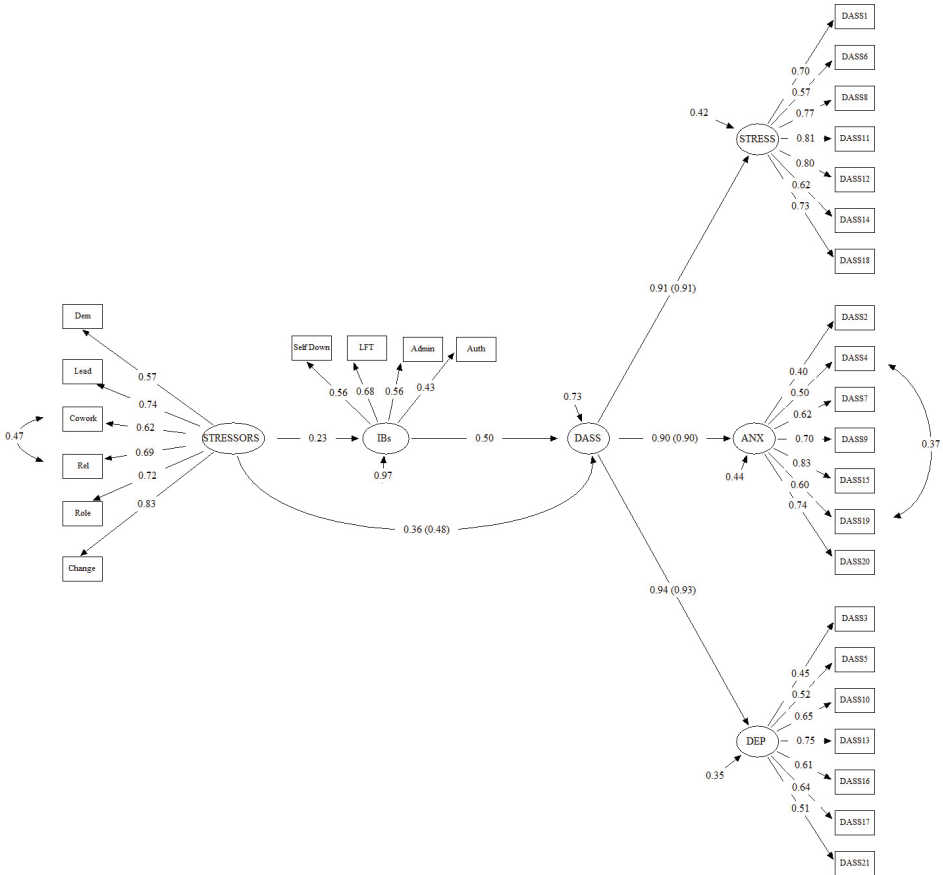 DASS1
DASS6
0.70
0.57
DASS8
0.77
0.42
STRESS
0.81
DASS11
0.80
DASS12
0.62
0.73
DASS14
DASS18
0.91 (0.91)
Dem
DASS2
Self Down
LFT
Admin
Auth
DASS4
Lead
0.57
0.40
0.50
0.56
0.68
0.56
0.43
0.73
0.62
DASS7
0.74
Cowork
0.62
0.47
STRESSORS
0.23
IBs
0.50
DASS
0.90 (0.90)
ANX
0.70
DASS9
0.37
0.69
Rel
0.97
0.44
0.83
DASS15
0.72
0.60
0.83
0.74
Role
DASS19
0.36 (0.48)
Change
DASS20
0.94 (0.93)
DASS3
DASS5
0.45
0.52
DASS10
0.65
DEP
0.75
DASS13
0.35
0.61
DASS16
0.64
0.51
DASS17
DASS21